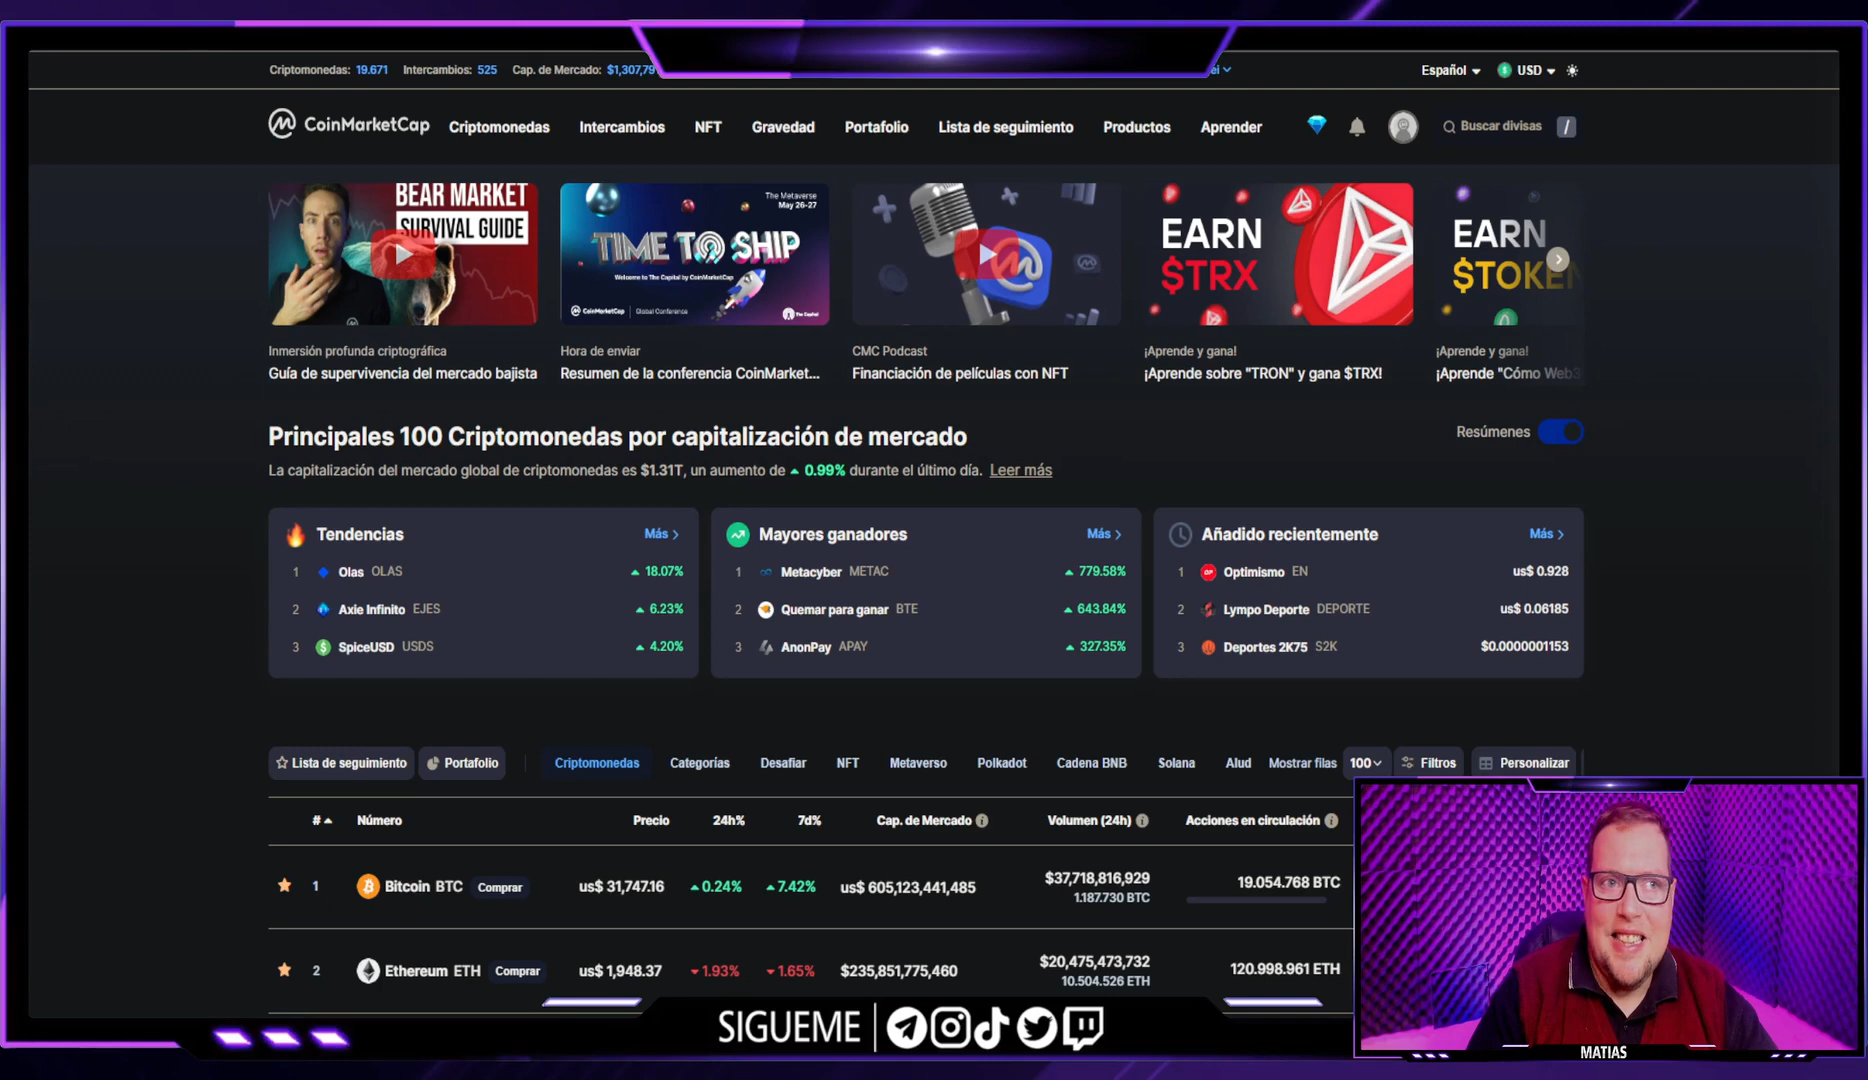 Criptomonedas: 19.671 Intercambios: 525 Cap. de Mercado: $1,307,79
Español USD
CoinMarketCap Criptomonedas Intercambios NFT Gravedad Portafolio Lista de seguimiento Productos Aprender Buscar divisas /
BEAR MARKET
SURVIVAL GUIDE
The Metaverse
May 26-27
TIME TO SHIP
Welcome to The Capital by CoinMarketCap
CoinMarketCap Global Conference The Capital
EARN
$TRX
EARN
$TOKEN
Inmersión profunda criptográfica
Guía de supervivencia del mercado bajista
Hora de enviar
Resumen de la conferencia CoinMarket...
CMC Podcast
Financiación de películas con NFT
¡Aprende y gana!
¡Aprende sobre "TRON" y gana $TRX!
¡Aprende y gana!
¡Aprende "Cómo Web3
Principales 100 Criptomonedas por capitalización de mercado
Resúmenes
La capitalización del mercado global de criptomonedas es $1.31T, un aumento de 0.99% durante el último día. Leer más
Tendencias Más >
1 Olas OLAS 18.07%
2 Axie Infinito EJES 6.23%
3 SpiceUSD USDS 4.20%
Mayores ganadores Más >
1 Metacyber METAC 779.58%
2 Quemar para ganar BTE 643.84%
3 AnonPay APAY 327.35%
Añadido recientemente Más >
1 Optimismo EN us$ 0.928
2 Lympo Deporte DEPORTE us$ 0.06185
3 Deportes 2K75 S2K $0.0000001153
Lista de seguimiento Portafolio Criptomonedas Categorías Desafiar NFT Metaverso Polkadot Cadena BNB Solana Alud Mostrar filas 100 Filtros Personalizar
# Número Precio 24h% 7d% Cap. de Mercado Volumen (24h) Acciones en circulación
1 Bitcoin BTC Comprar us$ 31,747.16 0.24% 7.42% us$ 605,123,441,485 $37,718,816,929 19.054.768 BTC
1.187.730 BTC
2 Ethereum ETH Comprar us$ 1,948.37 1.93% 1.65% $235,851,775,460 $20,475,473,732 120.998.961 ETH
10.504.526 ETH
SIGUEME
MATIAS